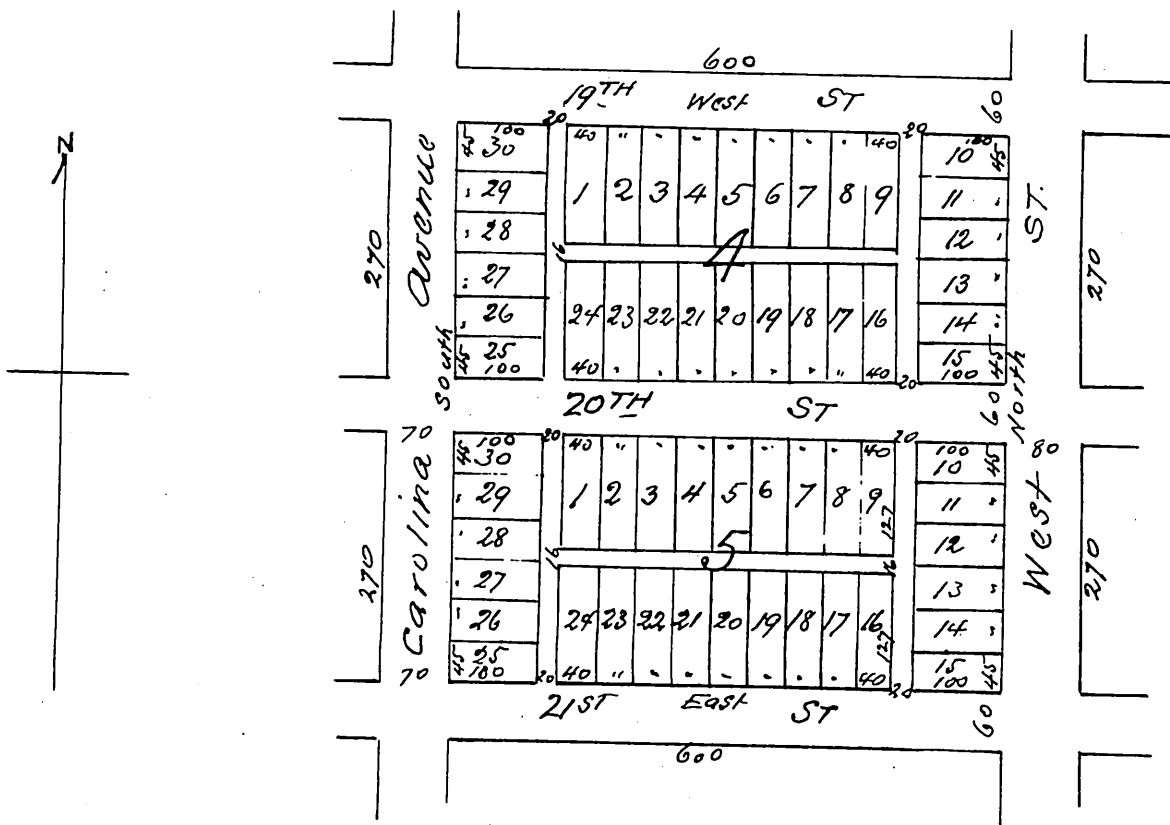 600
19TH West ST 60
N
20 20
100 40 " " " " " " " 40 100
45 30 10 45
29 1 2 3 4 5 6 7 8 9 11 "
28 12 "
16 4
27 13 "
26 24 23 22 21 20 19 18 17 16 14 "
45 25 15 45
100 40 " " " " " " " 40 20 100
270 Avenue ST. 270
South 20TH ST 60 North
70 20 20 80
100 40 " " " " " " " 40 100
45 30 10 45
29 1 2 3 4 5 6 7 8 9 11 "
127
28 12 "
16 5 16
27 13 "
26 24 23 22 21 20 19 18 17 16 14 "
127
45 25 15 45
70 100 20 40 " " " " " " " 40 20 100
270 Carolina West 270
21ST East ST 60
600